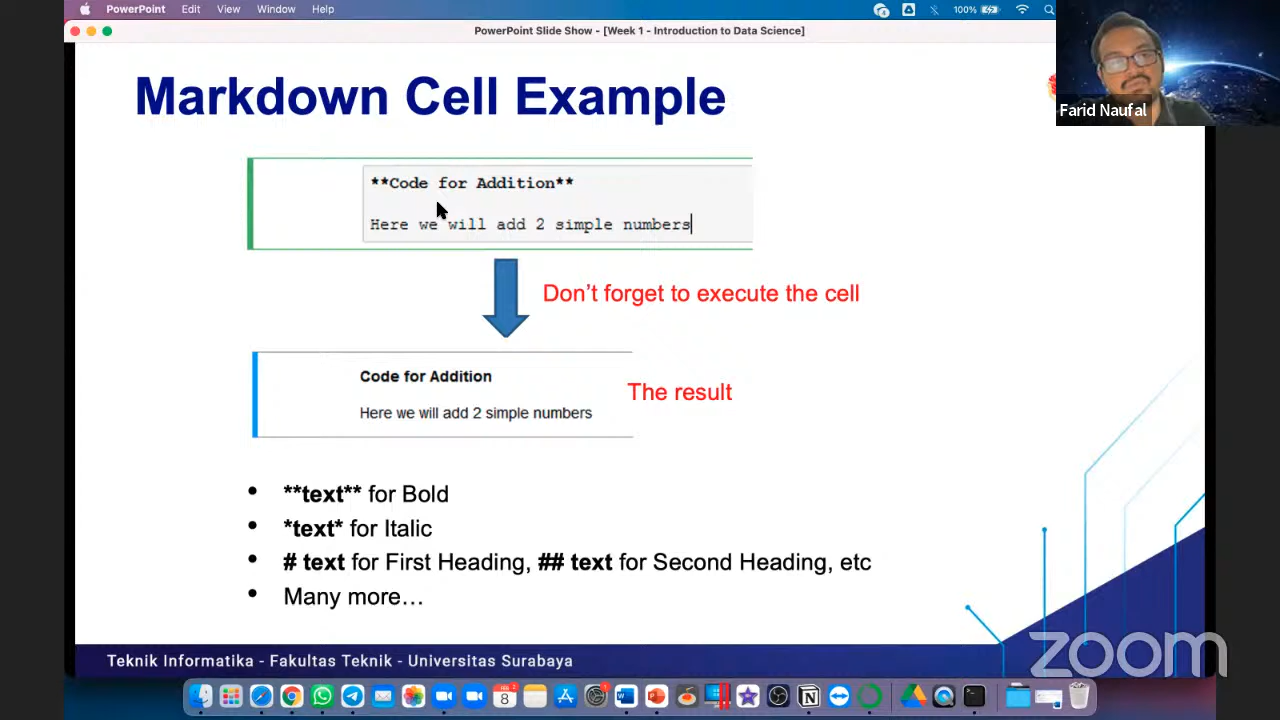 PowerPoint Edit View Window Help
4
100%
PowerPoint Slide Show - [Week 1 - Introduction to Data Science]
Farid Naufal
Markdown Cell Example
**Code for Addition**
Here we will add 2 simple numbers
Don't forget to execute the cell
Code for Addition
Here we will add 2 simple numbers
The result
• **text** for Bold
• *text* for Italic
• # text for First Heading, ## text for Second Heading, etc
• Many more…
Teknik Informatika - Fakultas Teknik - Universitas Surabaya
zoom
8